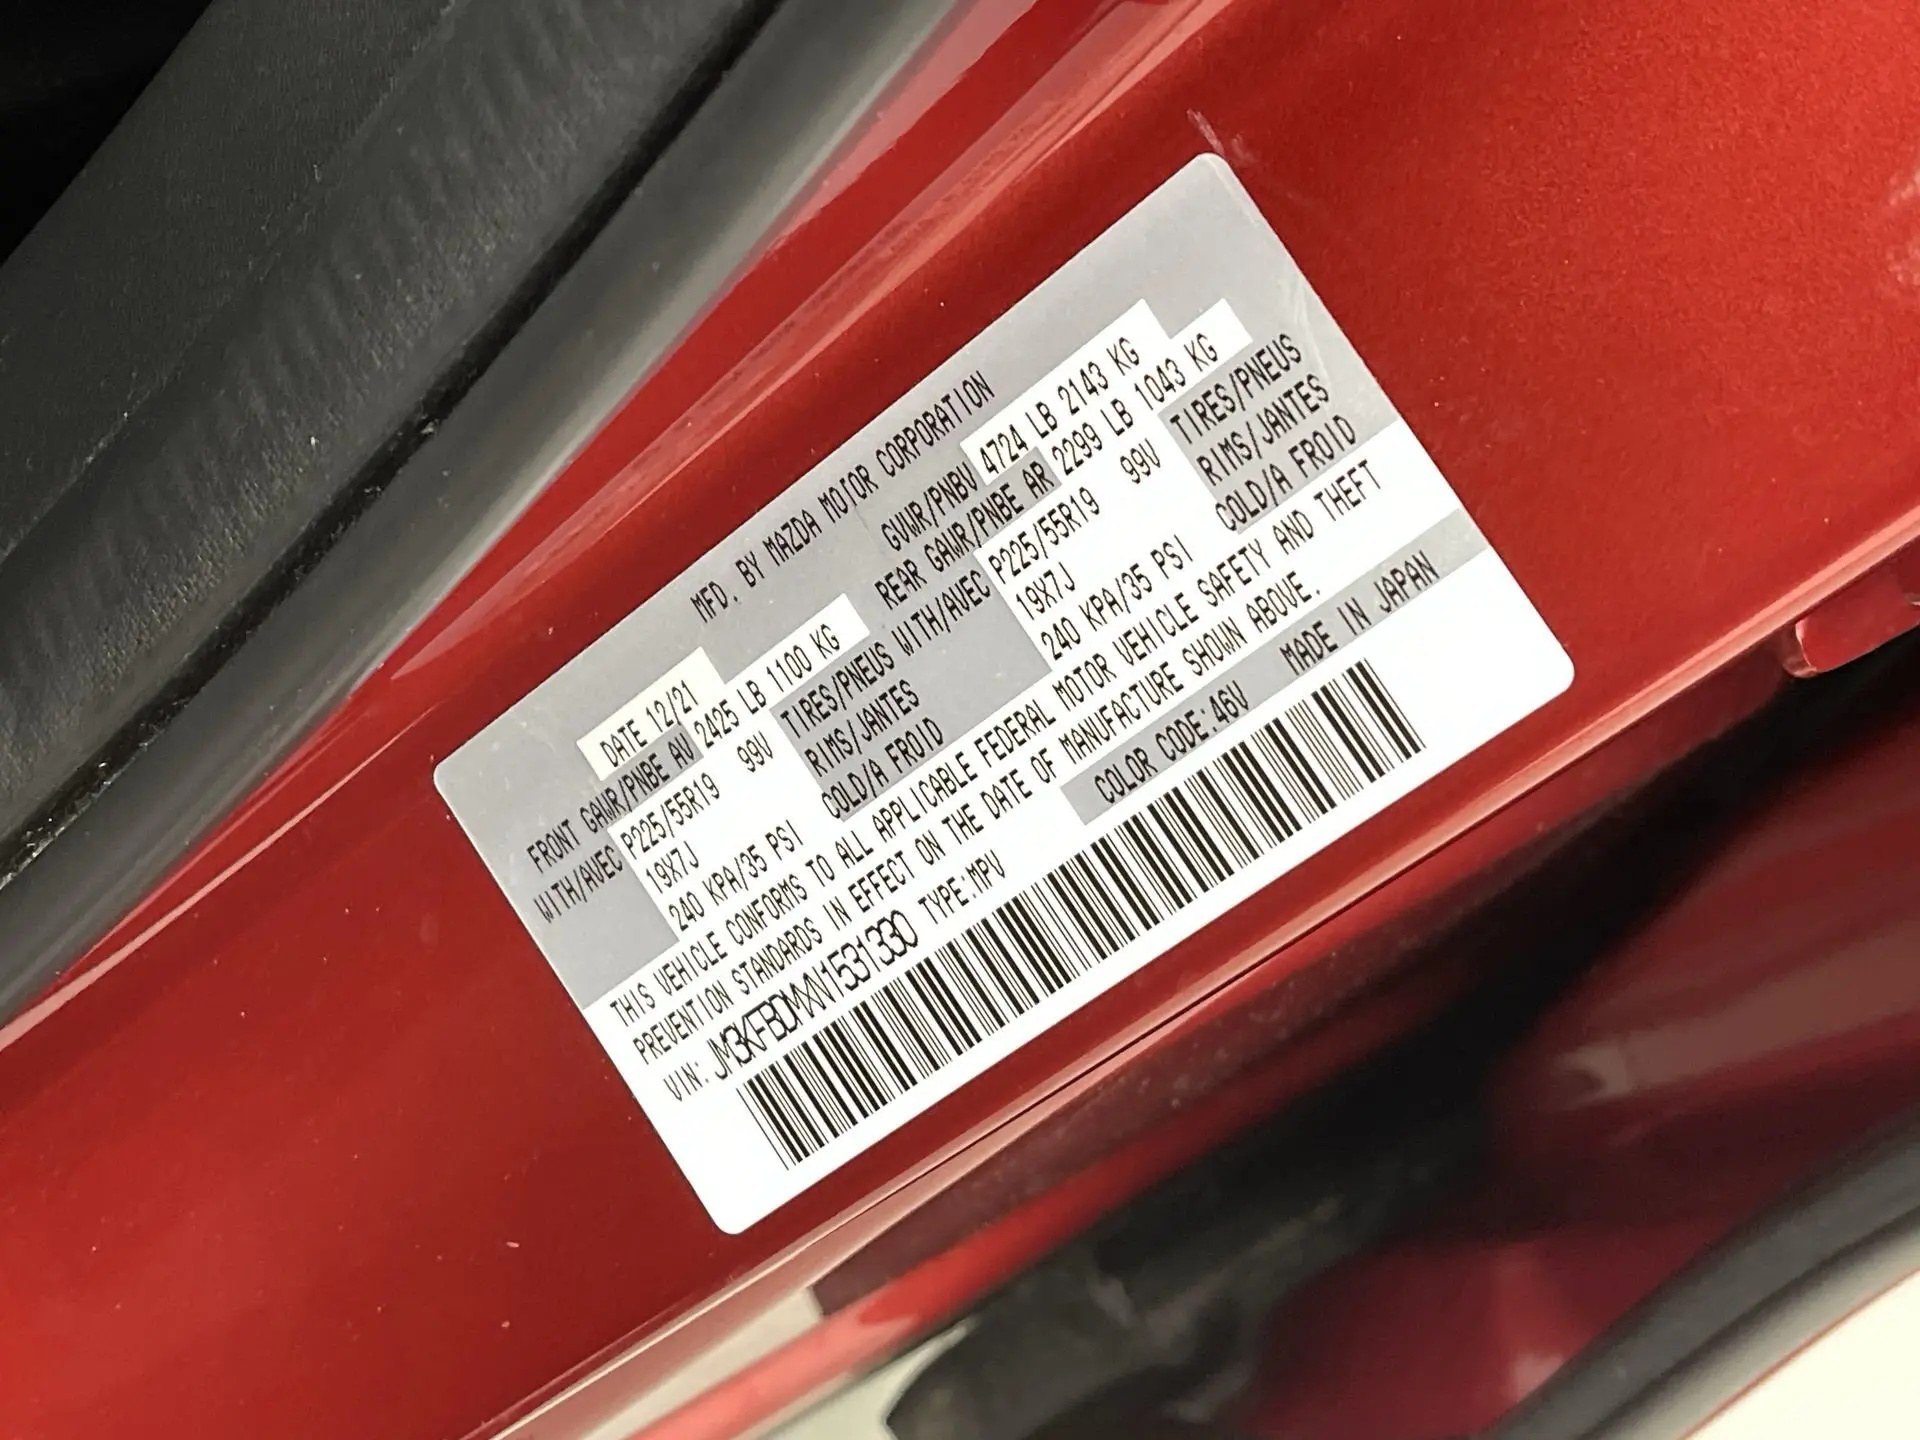 MFD. BY MAZDA MOTOR CORPORATION
DATE 12/21 GVWR/PNBV 4724 LB 2143 KG
FRONT GAWR/PNBE AV 2425 LB 1100 KG REAR GAWR/PNBE AR 2299 LB 1043 KG
WITH/AVEC P225/55R19 99V TIRES/PNEUS WITH/AVEC P225/55R19 99V TIRES/PNEUS
19X7J RIMS/JANTES 19X7J RIMS/JANTES
240 KPA/35 PSI COLD/A FROID 240 KPA/35 PSI COLD/A FROID
THIS VEHICLE CONFORMS TO ALL APPLICABLE FEDERAL MOTOR VEHICLE SAFETY AND THEFT
PREVENTION STANDARDS IN EFFECT ON THE DATE OF MANUFACTURE SHOWN ABOVE.
VIN: JM3KFBDMXN1531330 TYPE:MPV COLOR CODE:46V MADE IN JAPAN